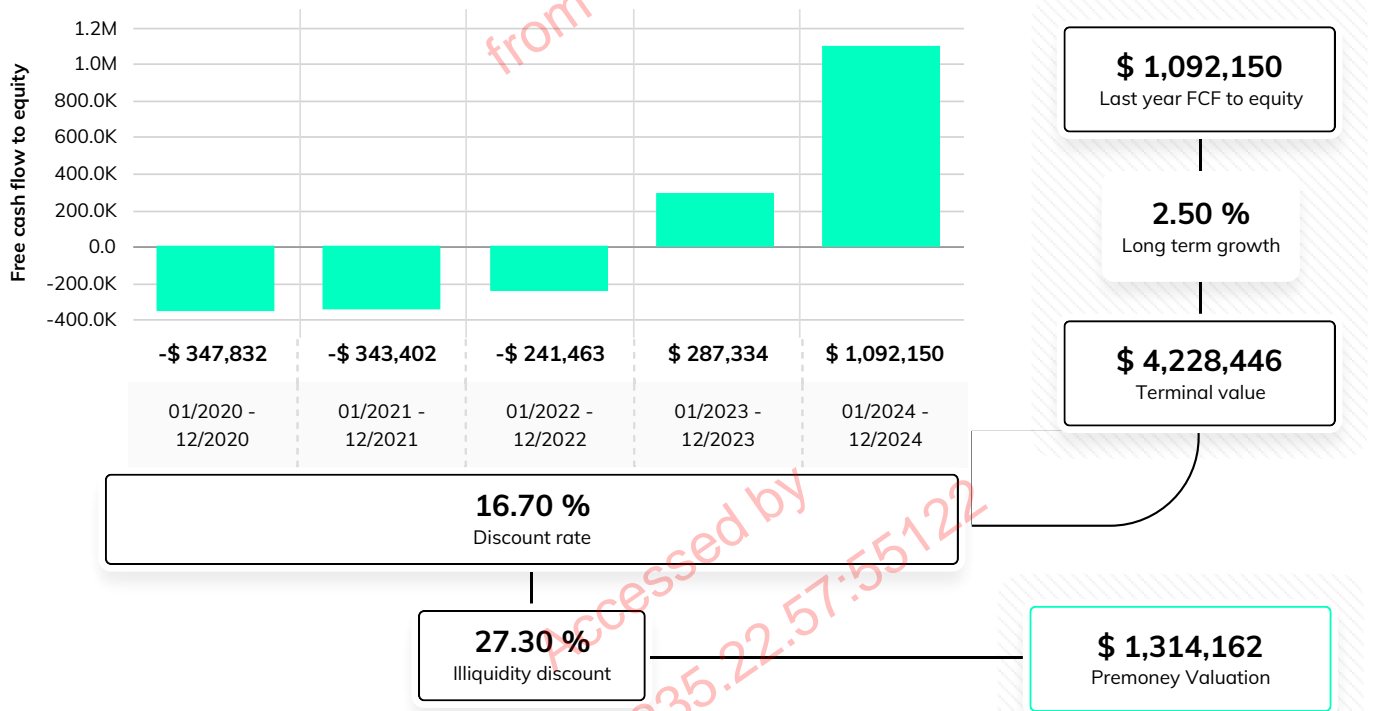 Free cash flow to equity
1.2M
1.0M
800.0K
600.0K
400.0K
200.0K
0.0
-200.0K
-400.0K
-$ 347,832
-$ 343,402
-$ 241,463
$ 287,334
$ 1,092,150
01/2020 -
12/2020
01/2021 -
12/2021
01/2022 -
12/2022
01/2023 -
12/2023
01/2024 -
12/2024
16.70 %
Discount rate
27.30 %
Illiquidity discount
$ 1,092,150
Last year FCF to equity
2.50 %
Long term growth
$ 4,228,446
Terminal value
$ 1,314,162
Premoney Valuation
from
Accessed by
35.22.57:55122